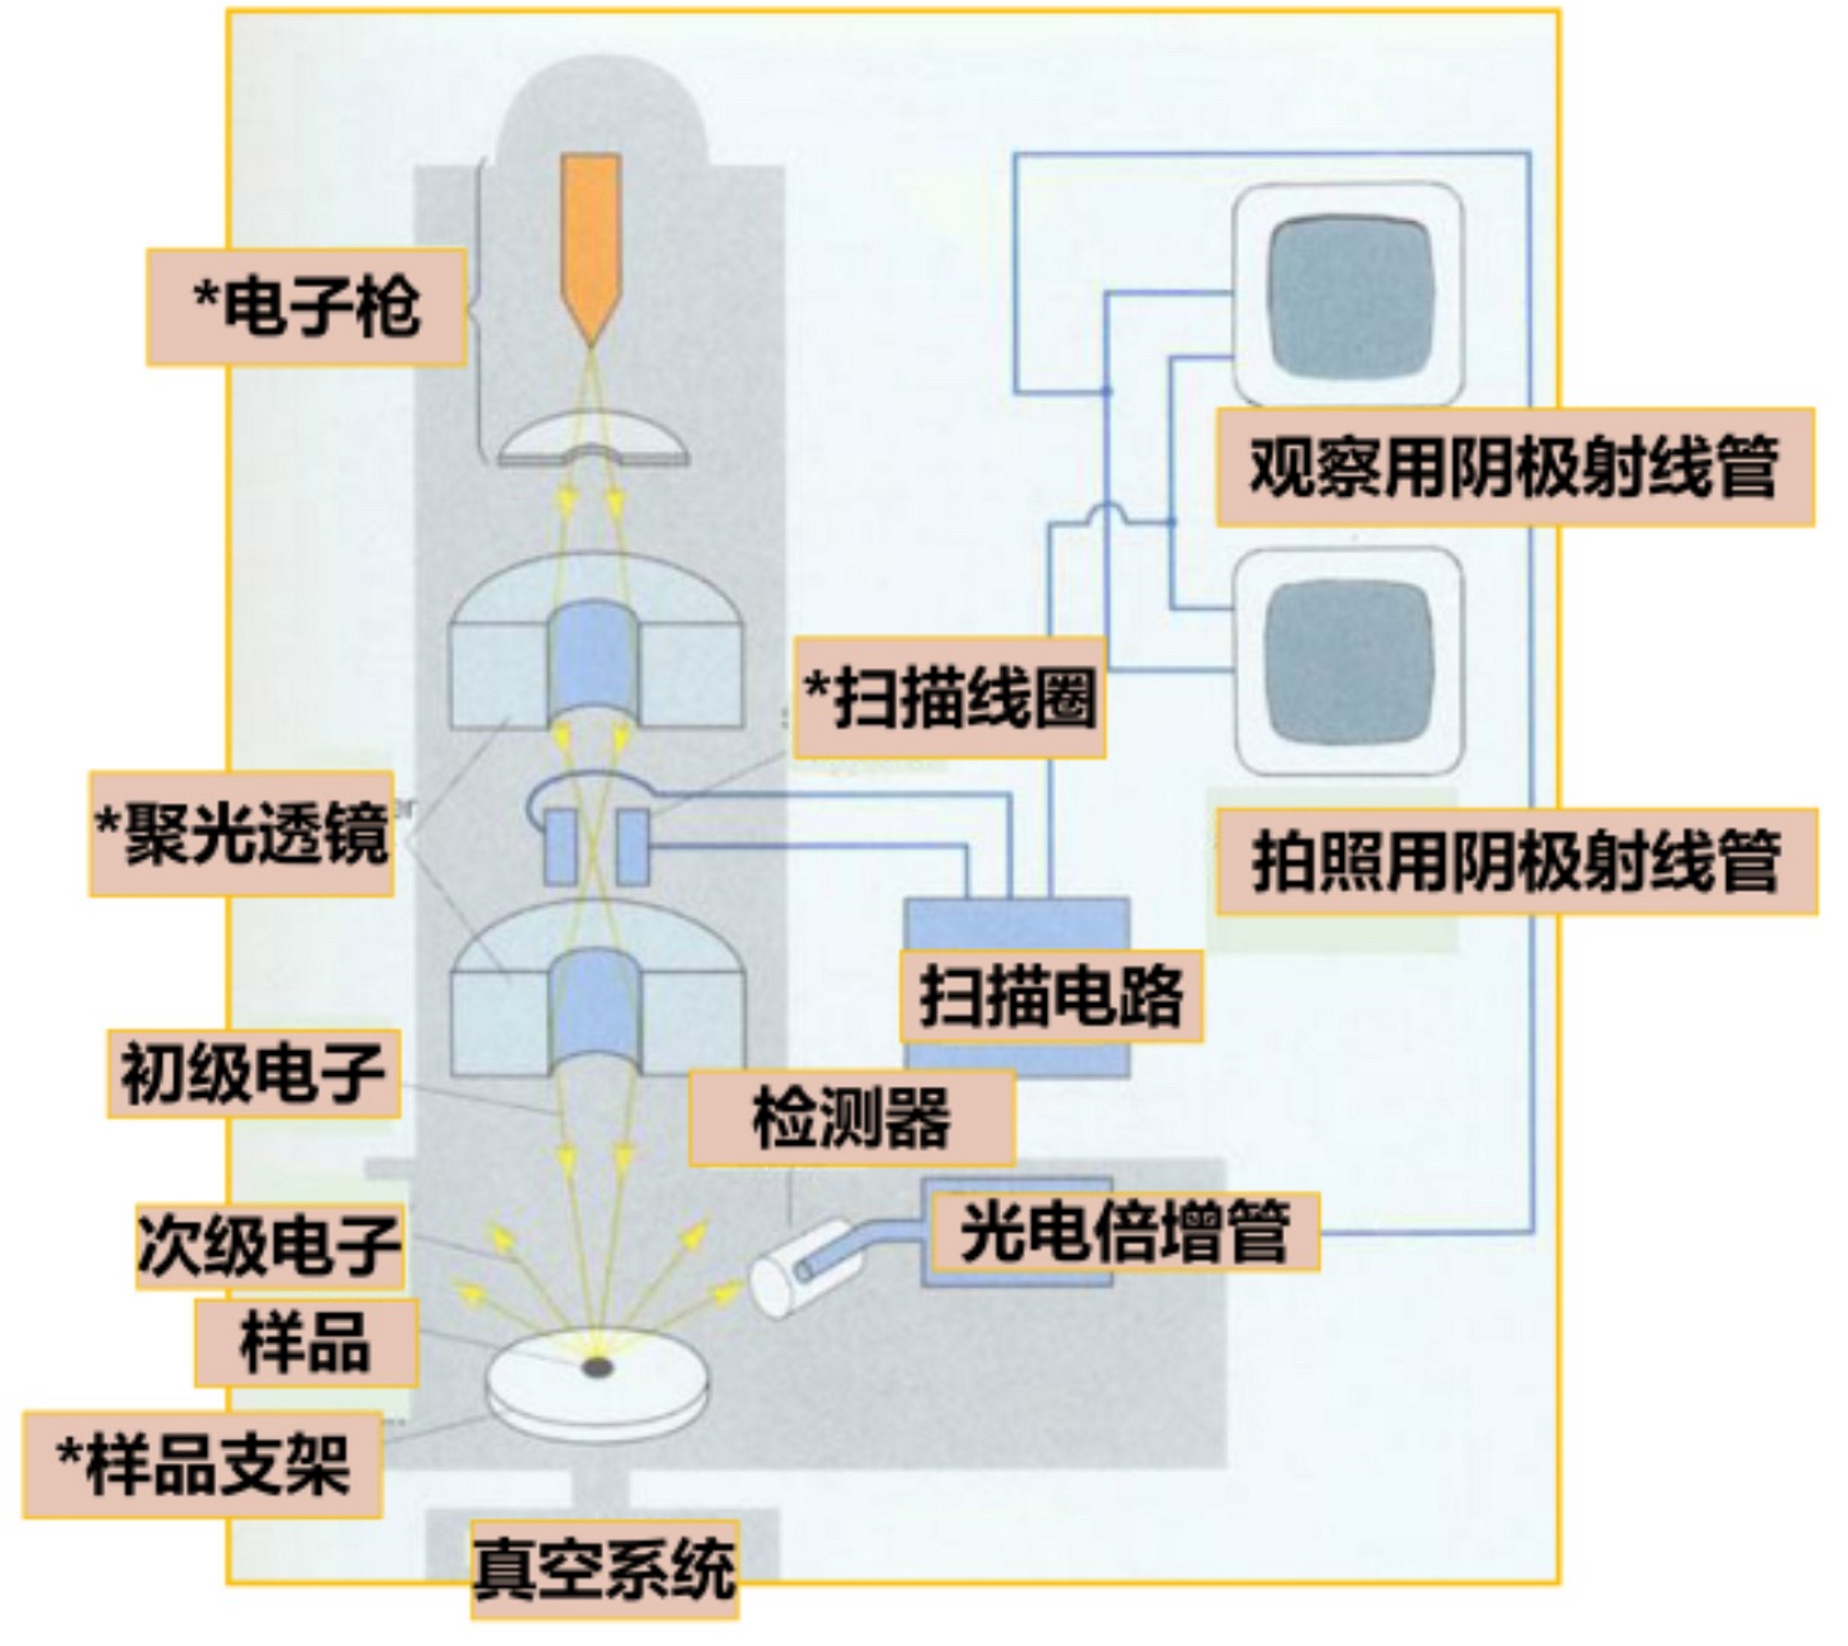 *电子枪
观察用阴极射线管
*扫描线圈
*聚光透镜
拍照用阴极射线管
扫描电路
初级电子
检测器
次级电子
光电倍增管
样品
*样品支架
真空系统